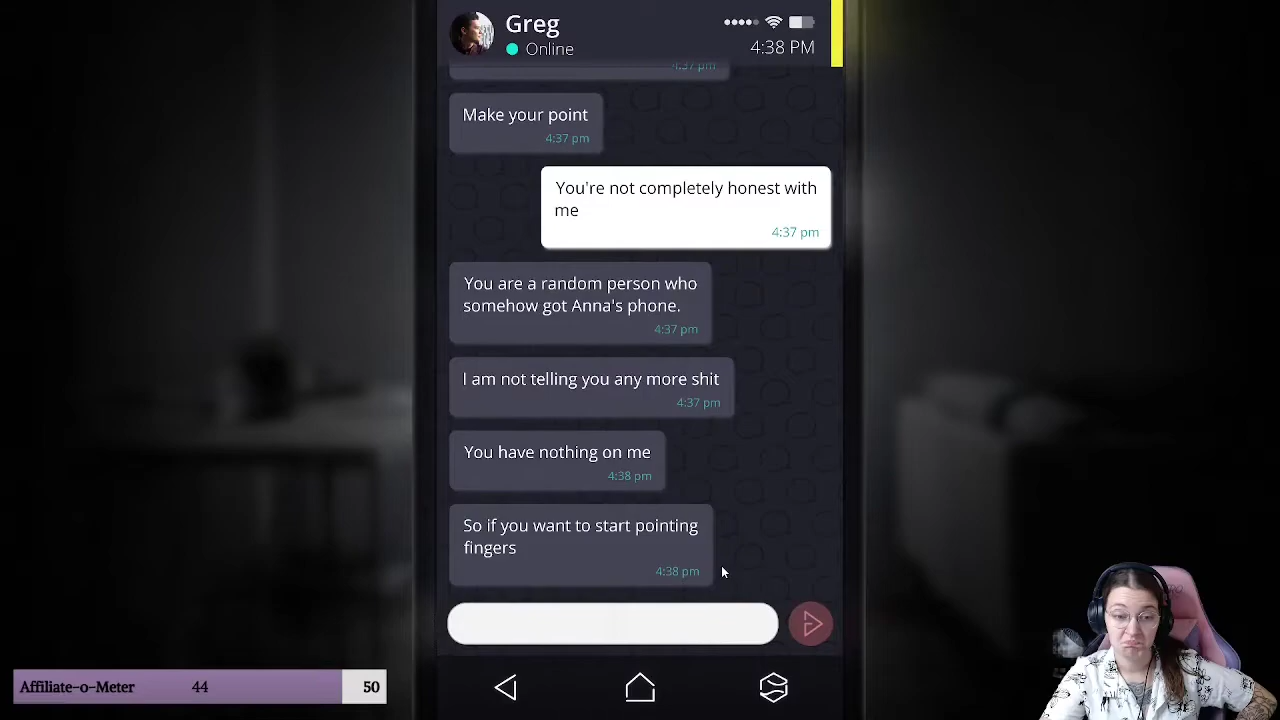 Greg
Online
4:38 PM
4:37 pm
Make your point
4:37 pm
You're not completely honest with
me
4:37 pm
You are a random person who
somehow got Anna's phone.
4:37 pm
I am not telling you any more shit
4:37 pm
You have nothing on me
4:38 pm
So if you want to start pointing
fingers
4:38 pm
Affiliate-o-Meter 44 50